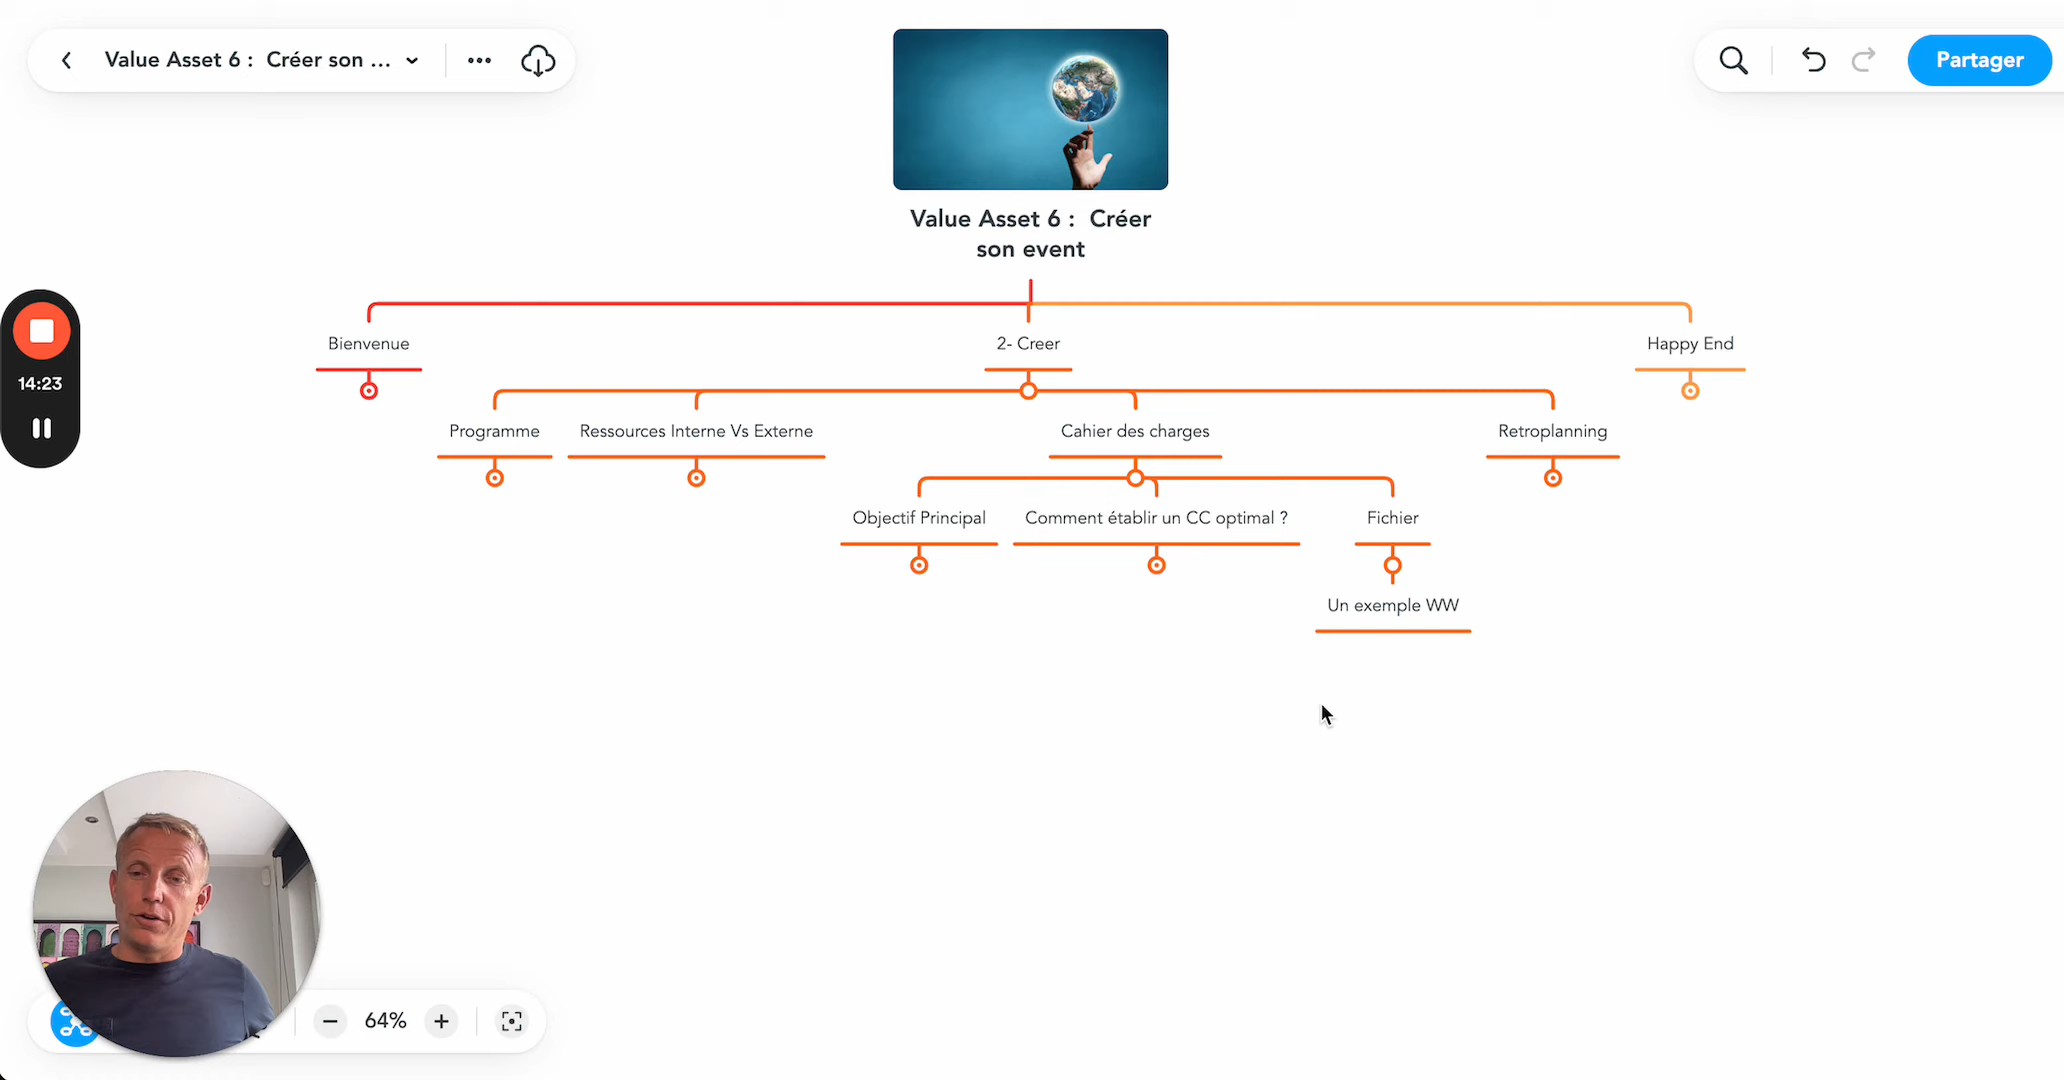 Value Asset 6 : Créer son ...
Partager
Value Asset 6 : Créer
son event
14:23
Bienvenue
2- Creer
Happy End
Programme
Ressources Interne Vs Externe
Cahier des charges
Retroplanning
Objectif Principal
Comment établir un CC optimal ?
Fichier
Un exemple WW
64%